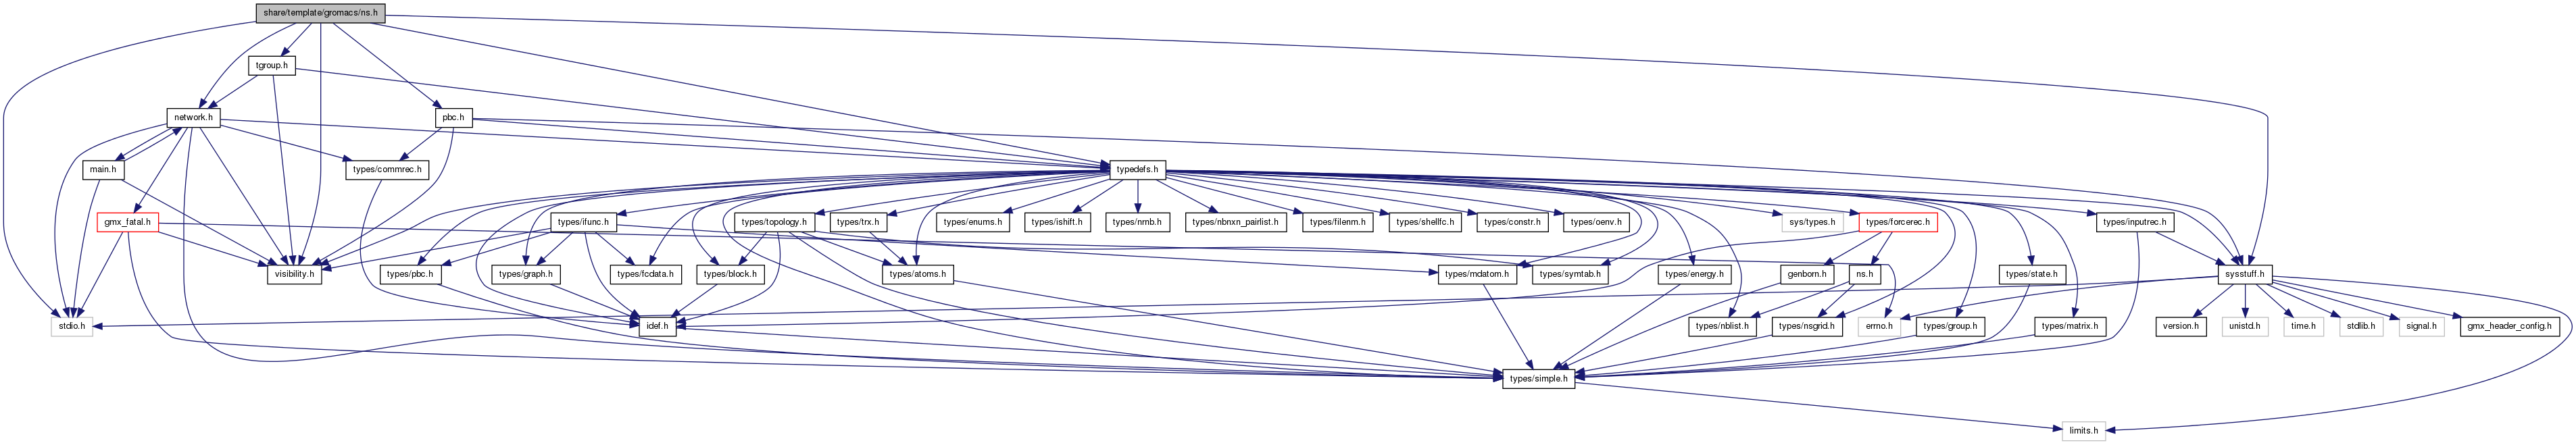 share/template/gromacs/ns.h
tgroup.h
network.h
pbc.h
main.h
types/commrec.h
typedefs.h
gmx_fatal.h
types/ifunc.h
types/topology.h
types/trx.h
types/enums.h
types/ishift.h
types/nrnb.h
types/nbnxn_pairlist.h
types/filenm.h
types/shellfc.h
types/constr.h
types/oenv.h
sys/types.h
types/forcerec.h
types/inputrec.h
visibility.h
types/pbc.h
types/graph.h
types/fcdata.h
types/block.h
types/atoms.h
types/mdatom.h
types/symtab.h
types/energy.h
genborn.h
ns.h
types/state.h
sysstuff.h
stdio.h
idef.h
types/nblist.h
types/nsgrid.h
errno.h
types/group.h
types/matrix.h
version.h
unistd.h
time.h
stdlib.h
signal.h
gmx_header_config.h
types/simple.h
limits.h